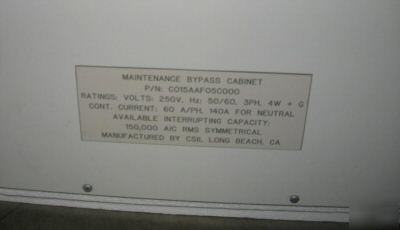 MAINTENANCE BYPASS CABINET
P/N: C015AAF05C000
RATINGS: VOLTS: 250V, Hz: 50/60, 3PH, 4W + G
CONT. CURRENT: 60 A/PH, 140A FOR NEUTRAL
AVAILABLE INTERRUPTING CAPACITY:
150,000 AIC RMS SYMMETRICAL
MANUFACTURED BY CSIL LONG BEACH, CA